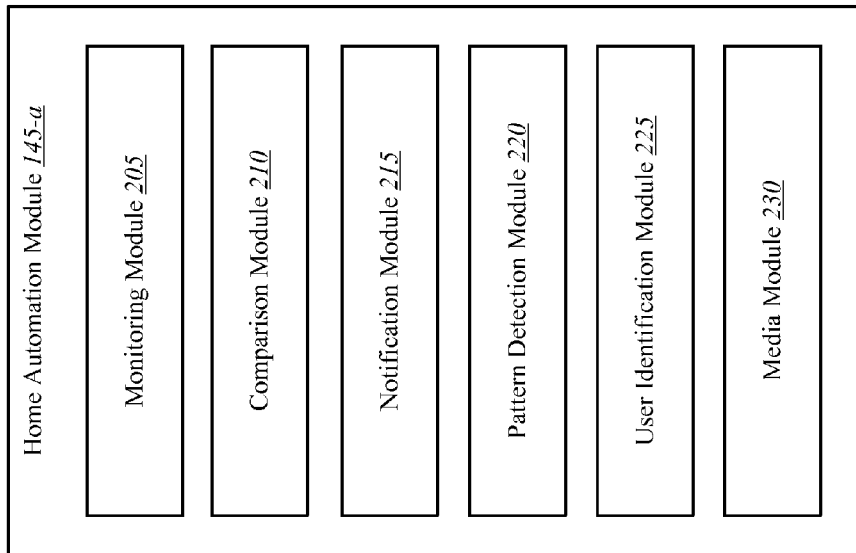 Home Automation Module 145-a
Monitoring Module 205
Comparison Module 210
Notification Module 215
Pattern Detection Module 220
User Identification Module 225
Media Module 230